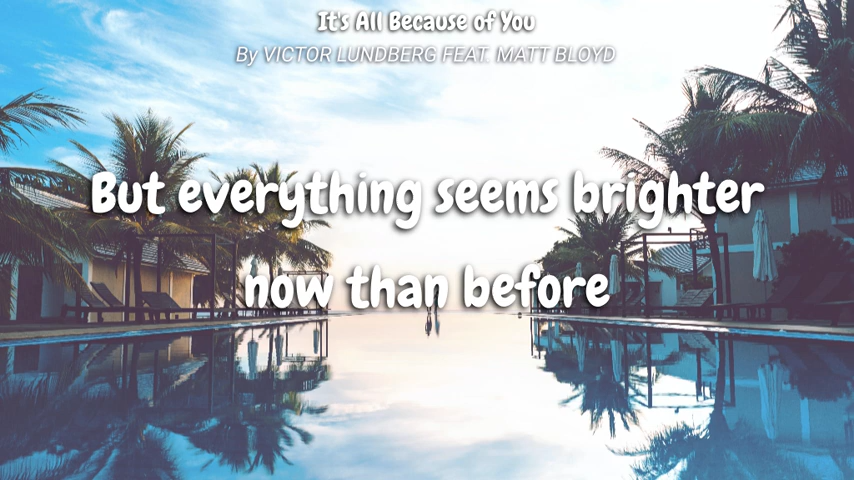 It's All Because of You
By VICTOR LUNDBERG FEAT. MATT BLOYD
But everything seems brighter
now than before